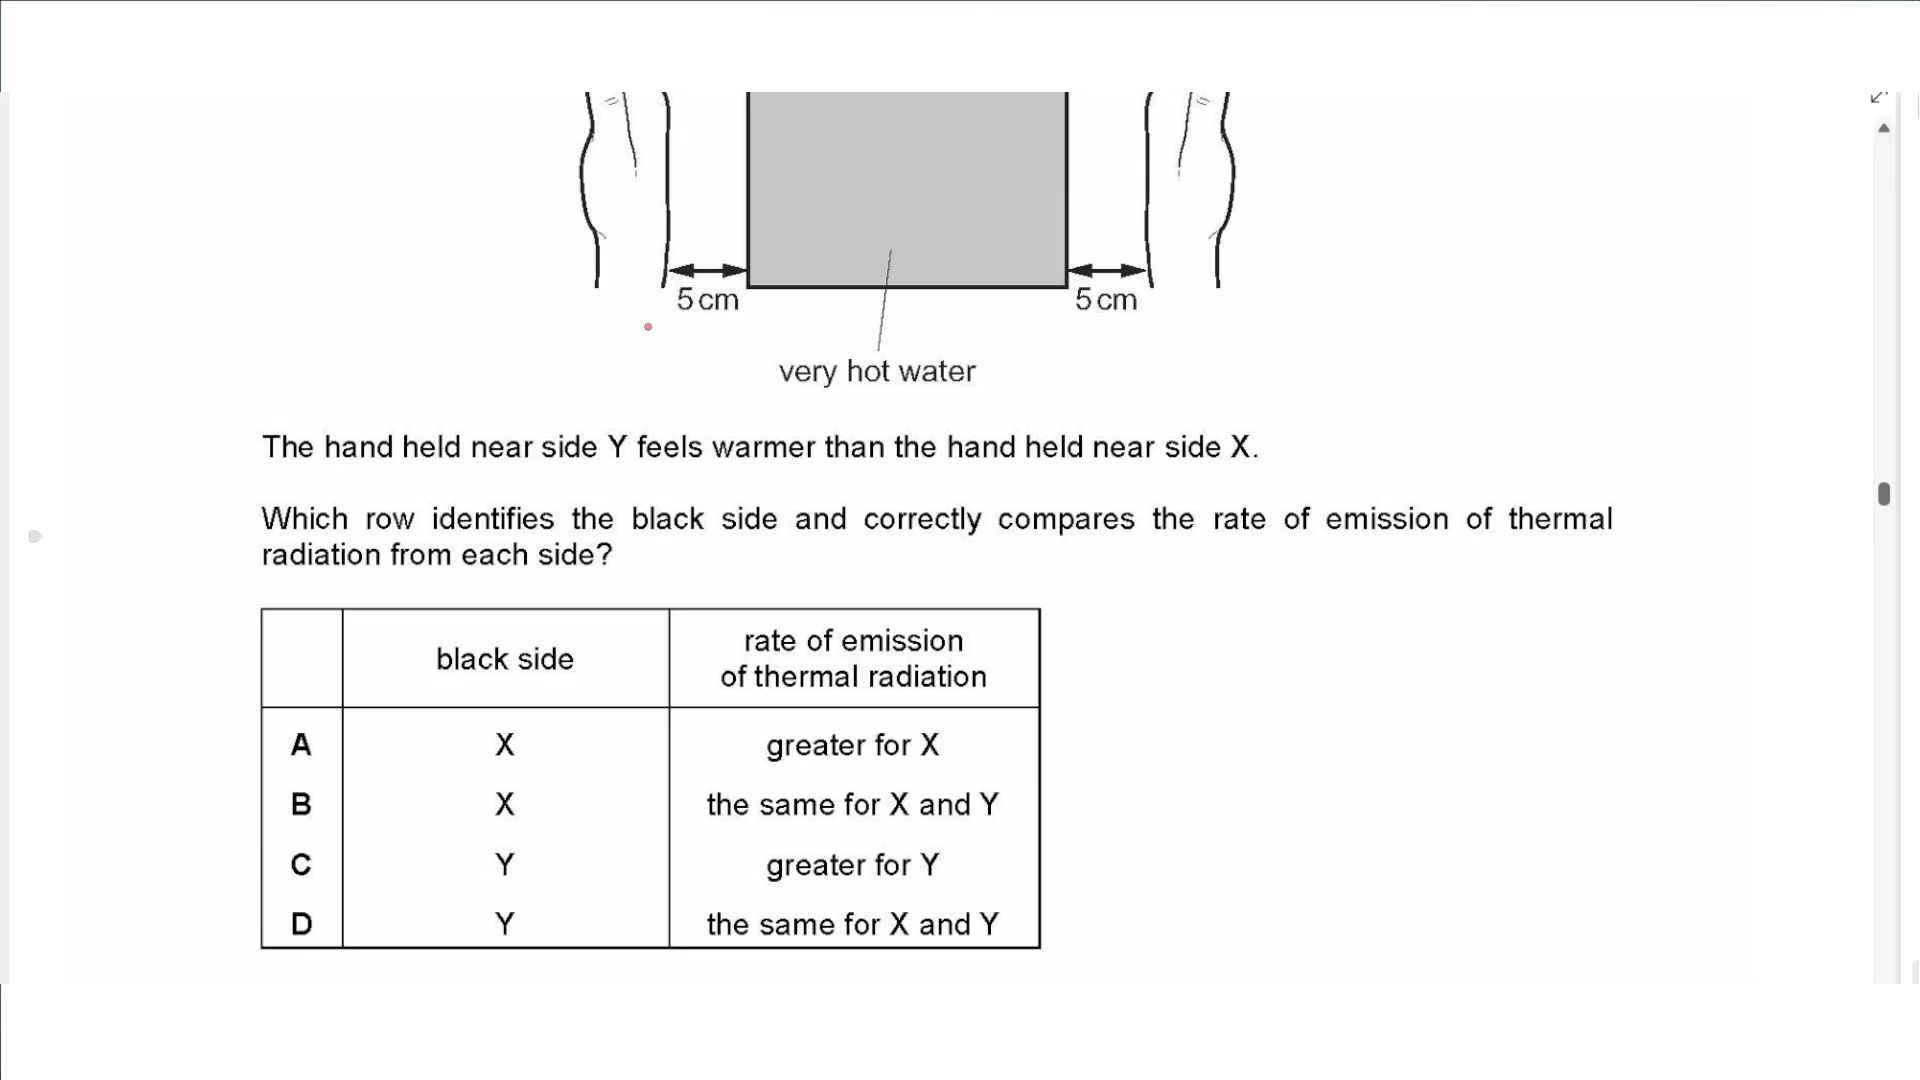 5 cm 5 cm
very hot water
The hand held near side Y feels warmer than the hand held near side X.
Which row identifies the black side and correctly compares the rate of emission of thermal
radiation from each side?
black side
rate of emission
of thermal radiation
A X greater for X
B X the same for X and Y
C Y greater for Y
D Y the same for X and Y